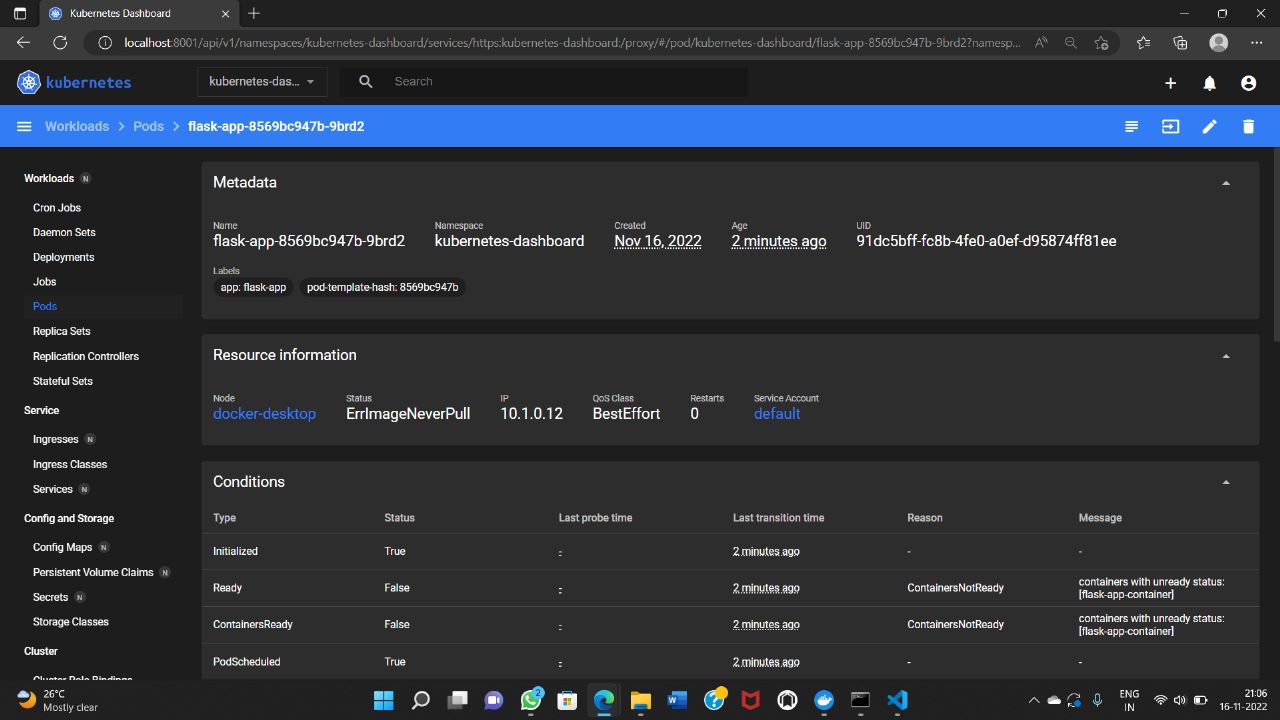 Kubernetes Dashboard
localhost:8001/api/v1/namespaces/kubernetes-dashboard/services/https:kubernetes-dashboard:/proxy/#/pod/kubernetes-dashboard/flask-app-8569bc947b-9brd2?namesp...
kubernetes
kubernetes-das...
Search
Workloads > Pods > flask-app-8569bc947b-9brd2
Workloads N
Cron Jobs
Daemon Sets
Deployments
Jobs
Pods
Replica Sets
Replication Controllers
Stateful Sets
Service
Ingresses N
Ingress Classes
Services N
Config and Storage
Config Maps N
Persistent Volume Claims N
Secrets N
Storage Classes
Cluster
Cluster Role Bindings
Metadata
Name Namespace Created Age UID
flask-app-8569bc947b-9brd2 kubernetes-dashboard Nov 16, 2022 2 minutes ago 91dc5bff-fc8b-4fe0-a0ef-d95874ff81ee
Labels
app: flask-app pod-template-hash: 8569bc947b
Resource information
Node Status IP QoS Class Restarts Service Account
docker-desktop ErrImageNeverPull 10.1.0.12 BestEffort 0 default
Conditions
Type Status Last probe time Last transition time Reason Message
Initialized True - 2 minutes ago - -
Ready False - 2 minutes ago ContainersNotReady containers with unready status:
[flask-app-container]
ContainersReady False - 2 minutes ago ContainersNotReady containers with unready status:
[flask-app-container]
PodScheduled True - 2 minutes ago - -
26°C
Mostly clear
2
ENG
IN
21:06
16-11-2022